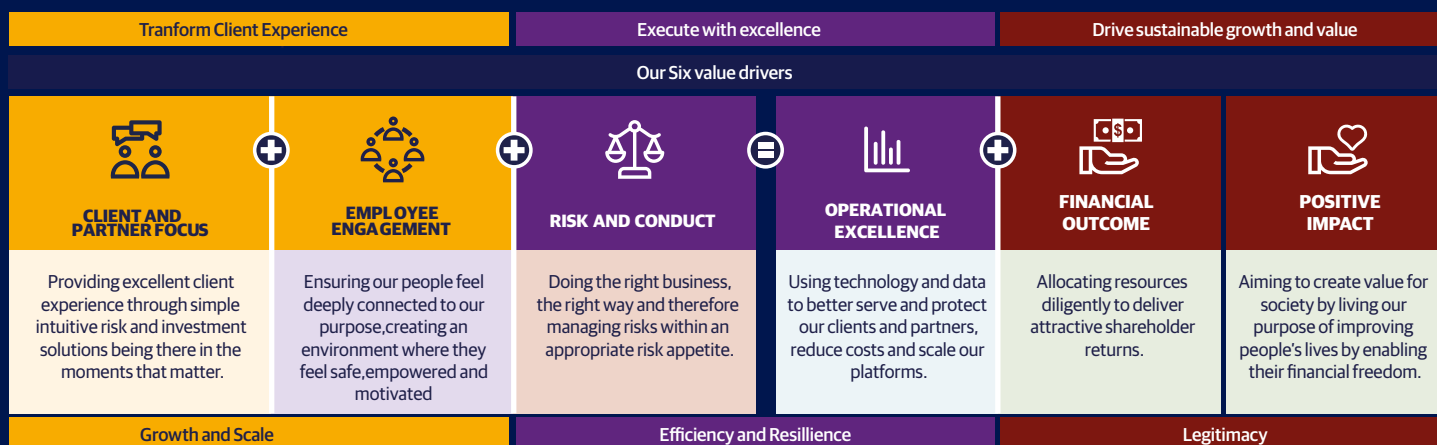 Tranform Client Experience
Execute with excellence
Drive sustainable growth and value
Our Six value drivers
CLIENT AND
PARTNER FOCUS
Providing excellent client
experience through simple
intuitive risk and investment
solutions being there in the
moments that matter.
EMPLOYEE
ENGAGEMENT
Ensuring our people feel
deeply connected to our
purpose,creating an
environment where they
feel safe,empowered and
motivated
RISK AND CONDUCT
Doing the right business,
the right way and therefore
managing risks within an
appropriate risk appetite.
OPERATIONAL
EXCELLENCE
Using technology and data
to better serve and protect
our clients and partners,
reduce costs and scale our
platforms.
$
FINANCIAL
OUTCOME
Allocating resources
diligently to deliver
attractive shareholder
returns.
POSITIVE
IMPACT
Aiming to create value for
society by living our
purpose of improving
people's lives by enabling
their financial freedom.
Growth and Scale
Efficiency and Resillience
Legitimacy